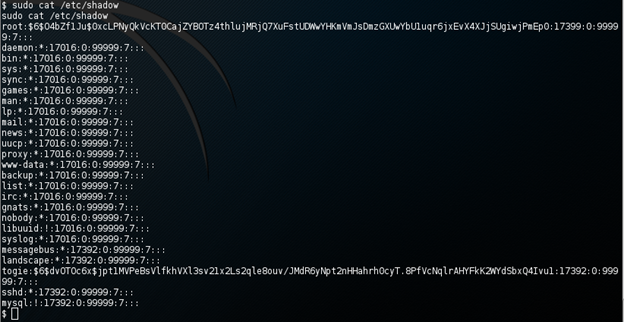 $ sudo cat /etc/shadow
sudo cat /etc/shadow
root:$6$O4bZf1Ju$0xcLPNyQkVcKT0CajZYBOTz4thlujMRjQ7XuFstUDWwYHKmVmJsDmzGXUwYbU1uqr6jxEvX4XJjSUgiwjPmEp0:17399:0:9999
9:7:::
daemon:*:17016:0:99999:7:::
bin:*:17016:0:99999:7:::
sys:*:17016:0:99999:7:::
sync:*:17016:0:99999:7:::
games:*:17016:0:99999:7:::
man:*:17016:0:99999:7:::
lp:*:17016:0:99999:7:::
mail:*:17016:0:99999:7:::
news:*:17016:0:99999:7:::
uucp:*:17016:0:99999:7:::
proxy:*:17016:0:99999:7:::
www-data:*:17016:0:99999:7:::
backup:*:17016:0:99999:7:::
list:*:17016:0:99999:7:::
irc:*:17016:0:99999:7:::
gnats:*:17016:0:99999:7:::
nobody:*:17016:0:99999:7:::
libuuid:!:17016:0:99999:7:::
syslog:*:17016:0:99999:7:::
messagebus:*:17392:0:99999:7:::
landscape:*:17392:0:99999:7:::
togie:$6$dvOTOc6x$jpt1MVPeBsVlfkhVXl3sv21x2Ls2qle8ouv/JMdR6yNpt2nHHahrh0cyT.8PfVcNqlrAHYFkK2WYdSbxQ4Ivu1:17392:0:999
99:7:::
sshd:*:17392:0:99999:7:::
mysql:!:17392:0:99999:7:::
$